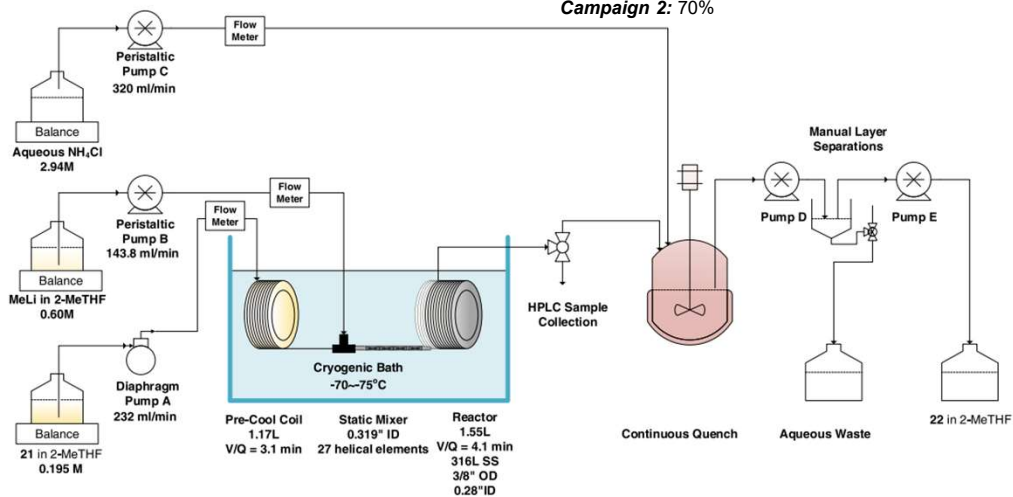 Campaign 2: 70%
Flow
Meter
Peristaltic
Pump C
320 ml/min
Balance
Aqueous NH₄Cl
2.94M
Flow
Meter
Peristaltic
Pump B
143.8 ml/min
Flow
Meter
Balance
MeLi in 2-MeTHF
0.60M
Diaphragm
Pump A
232 ml/min
Balance
21 in 2-MeTHF
0.195 M
Cryogenic Bath
-70~-75°C
Pre-Cool Coil
1.17L
V/Q = 3.1 min
Static Mixer
0.319" ID
27 helical elements
Reactor
1.55L
V/Q = 4.1 min
316L SS
3/8" OD
0.28"ID
HPLC Sample
Collection
Continuous Quench
Manual Layer
Separations
Pump D
Pump E
Aqueous Waste
22 in 2-MeTHF